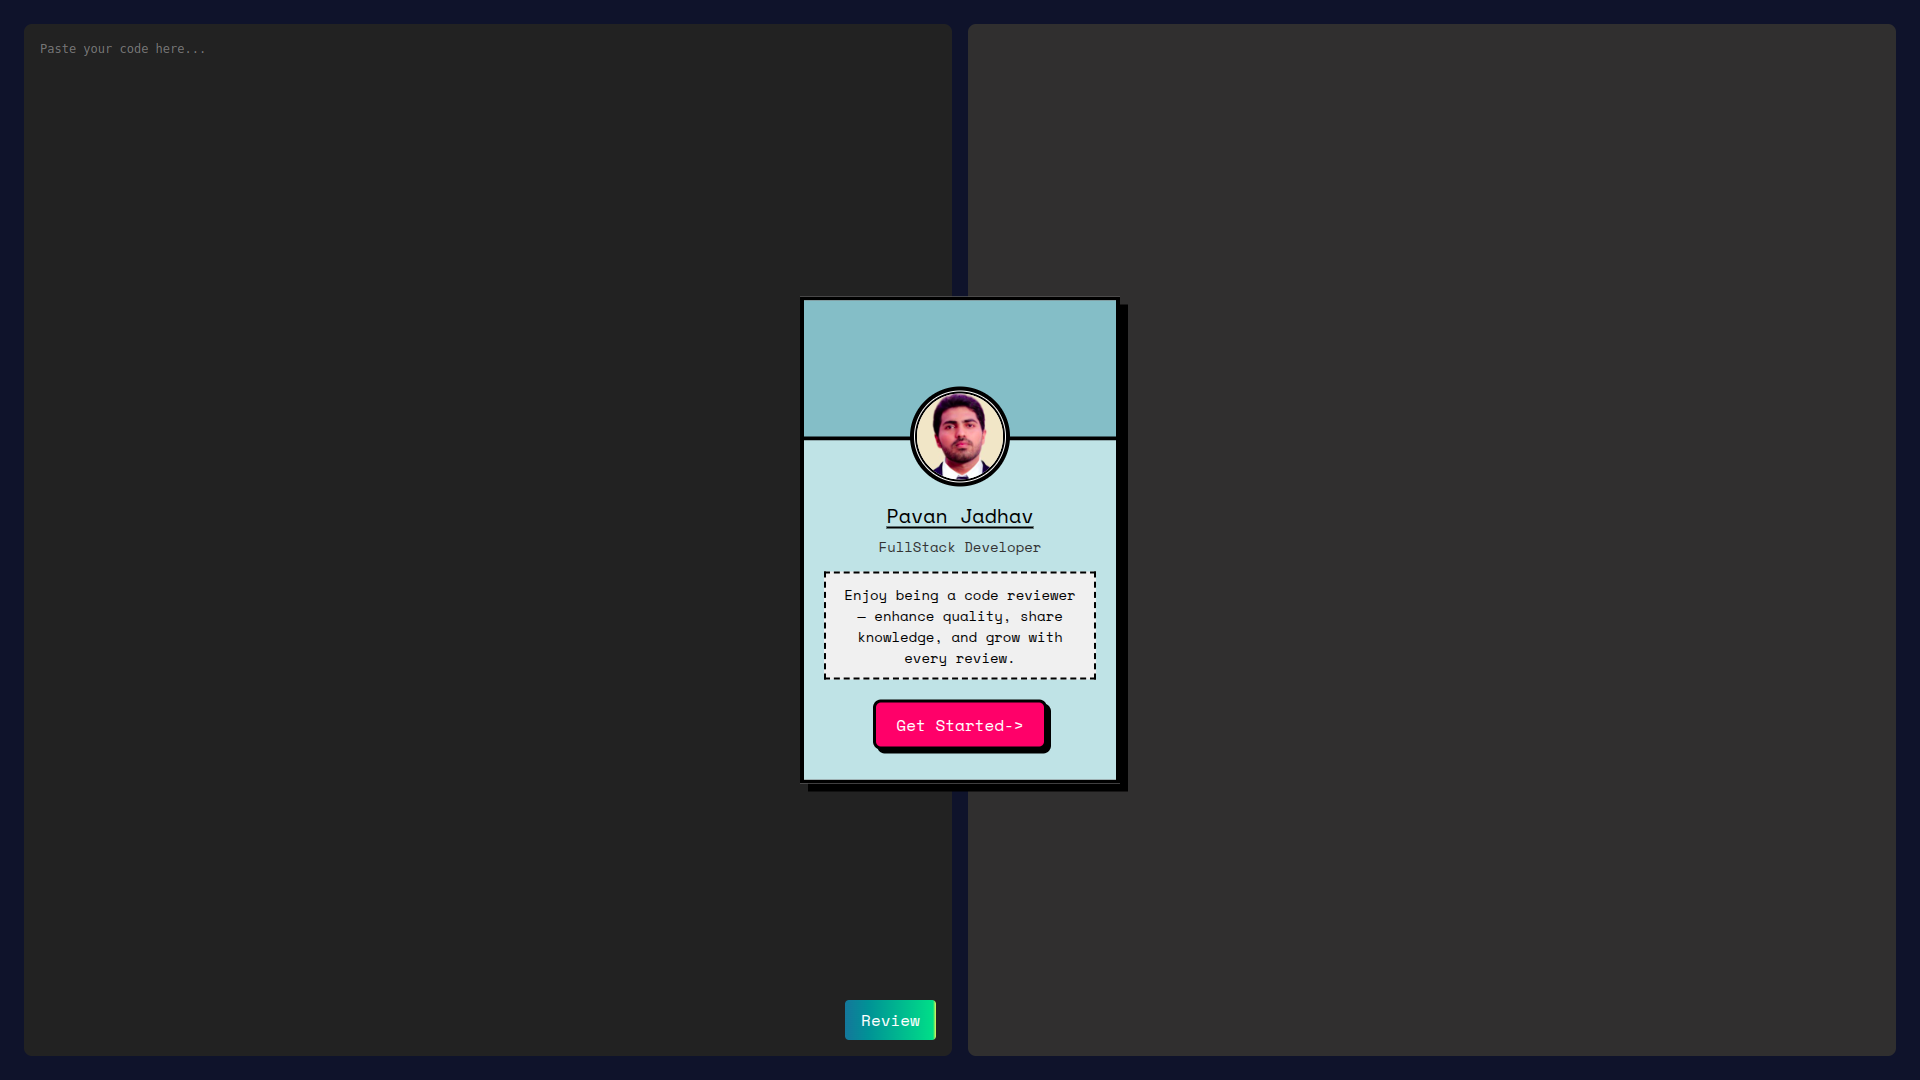 Paste your code here...
Pavan Jadhav
FullStack Developer
Enjoy being a code reviewer
— enhance quality, share
knowledge, and grow with
every review.
Get Started->
Review